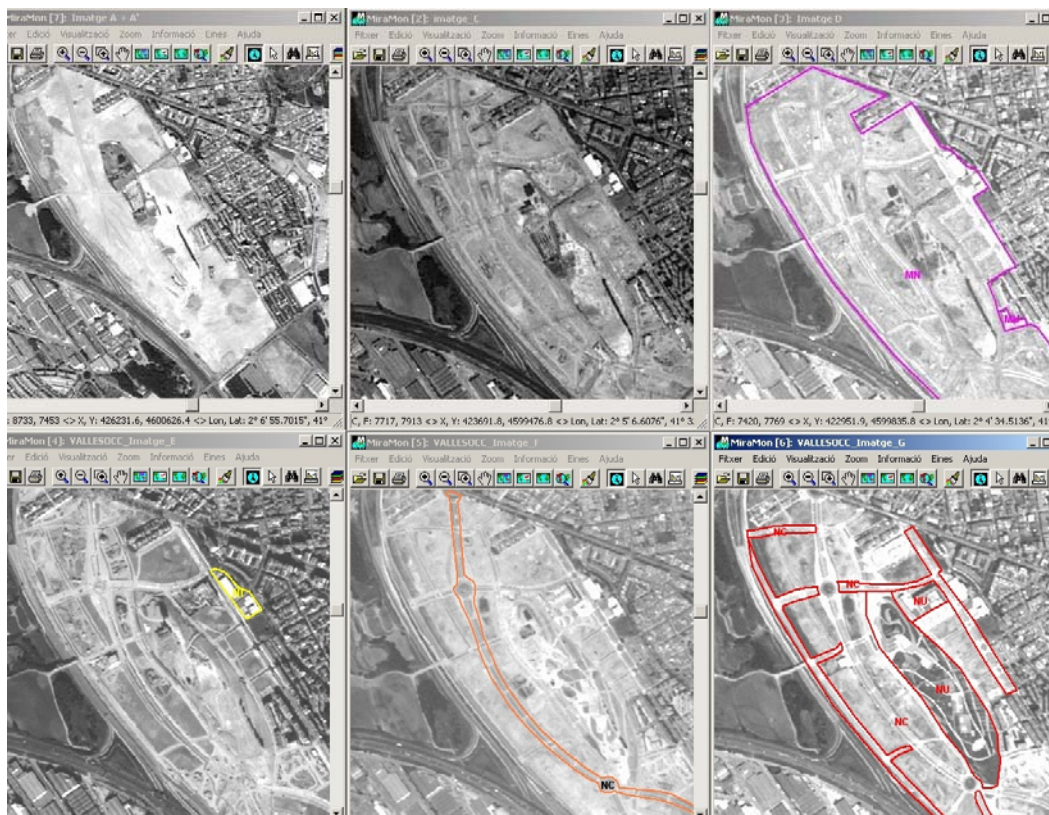 MiraMon [7]: Imatge A + A'
er Edició Visualització Zoom Informació Eines Ajuda
8733, 7453 <> X, Y: 426231.6, 4600626.4 <> Lon, Lat: 2° 6' 55.7015", 41°
MiraMon [2]: imatge_C
Fitxer Edició Visualització Zoom Informació Eines Ajuda
C, F: 7717, 7913 <> X, Y: 423691.8, 4599476.8 <> Lon, Lat: 2° 5' 6.6076", 41° 3
MiraMon [3]: Imatge D
Fitxer Edició Visualització Zoom Informació Eines Ajuda
MN
C, F: 7420, 7769 <> X, Y: 422951.9, 4599835.8 <> Lon, Lat: 2° 4' 34.5136", 41°
MiraMon [4]: VALLESOCC_Imatge_E
er Edició Visualització Zoom Informació Eines Ajuda
MiraMon [5]: VALLESOCC_Imatge_F
Fitxer Edició Visualització Zoom Informació Eines Ajuda
NC
MiraMon [6]: VALLESOCC_Imatge_G
Fitxer Edició Visualització Zoom Informació Eines Ajuda
NC
NC
NU
NU
NC